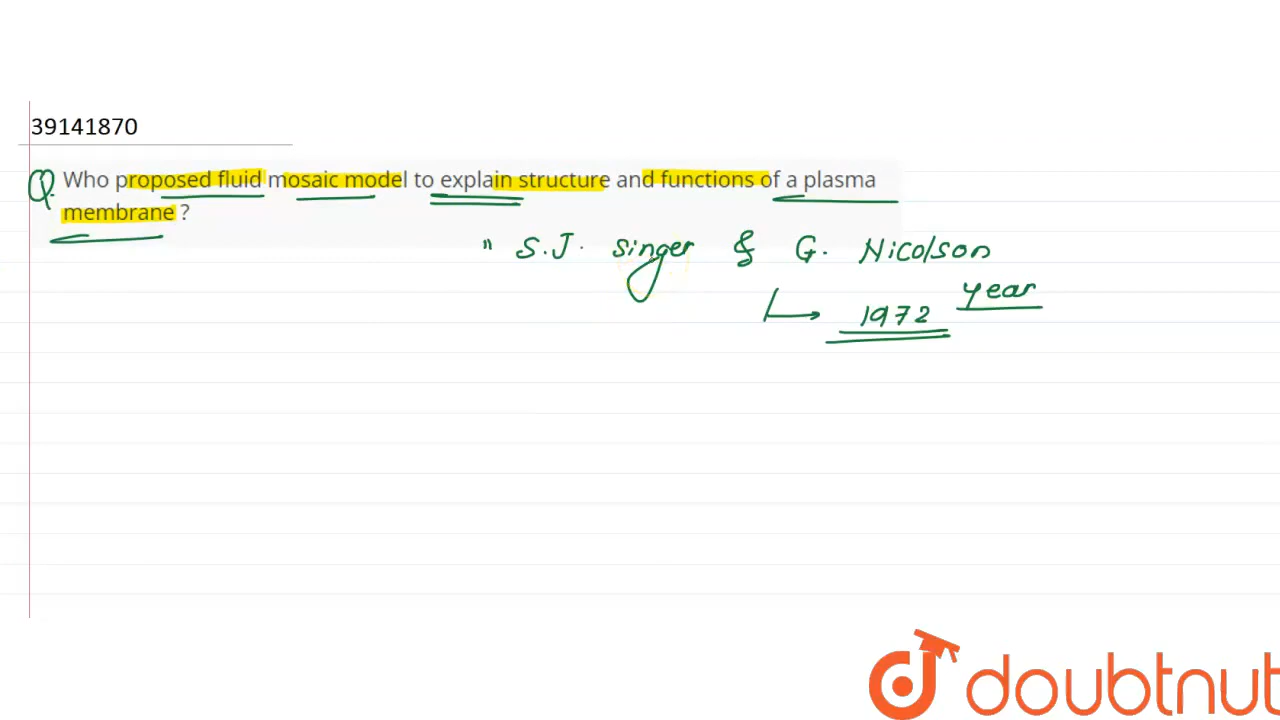 39141870
Q. Who proposed fluid mosaic model to explain structure and functions of a plasma
membrane ?
" S.J. Singer & G. Nicolson
↳ 1972 year
doubtnut